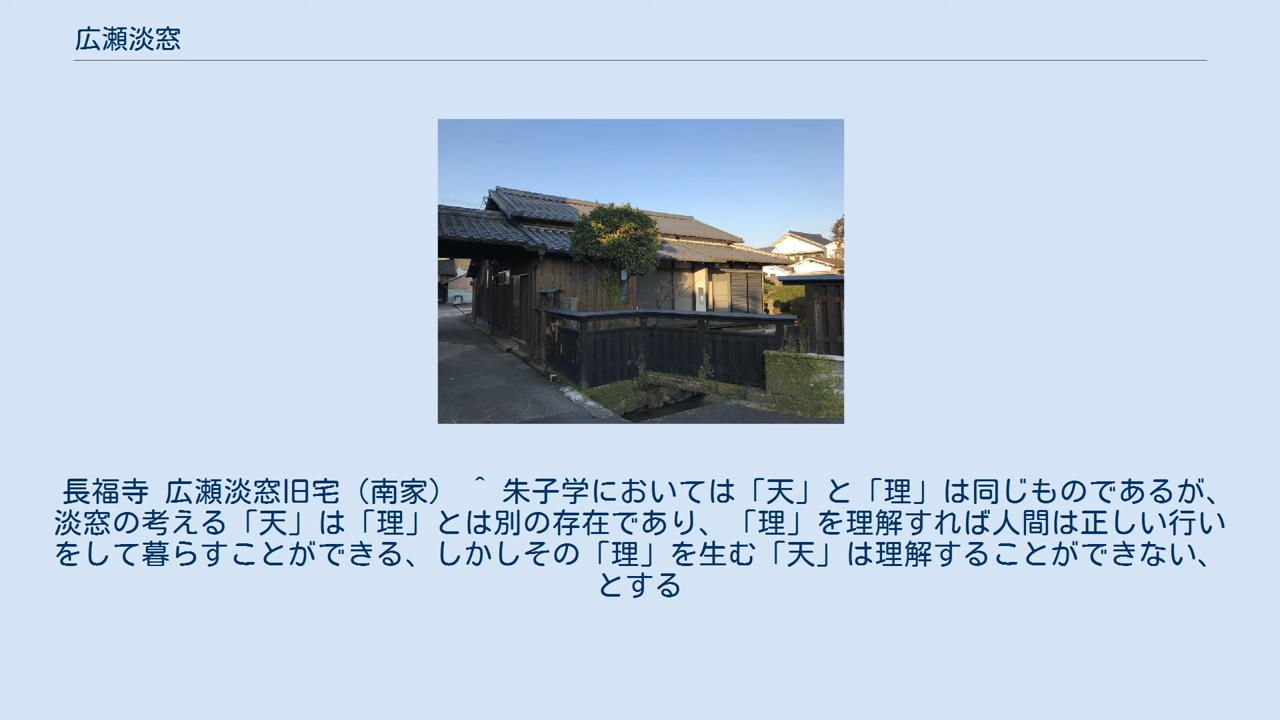 広瀬淡窓
長福寺 広瀬淡窓旧宅（南家） ＾ 朱子学においては「天」と「理」は同じものであるが、
淡窓の考える「天」は「理」とは別の存在であり、「理」を理解すれば人間は正しい行い
をして暮らすことができる、しかしその「理」を生む「天」は理解することができない、
とする